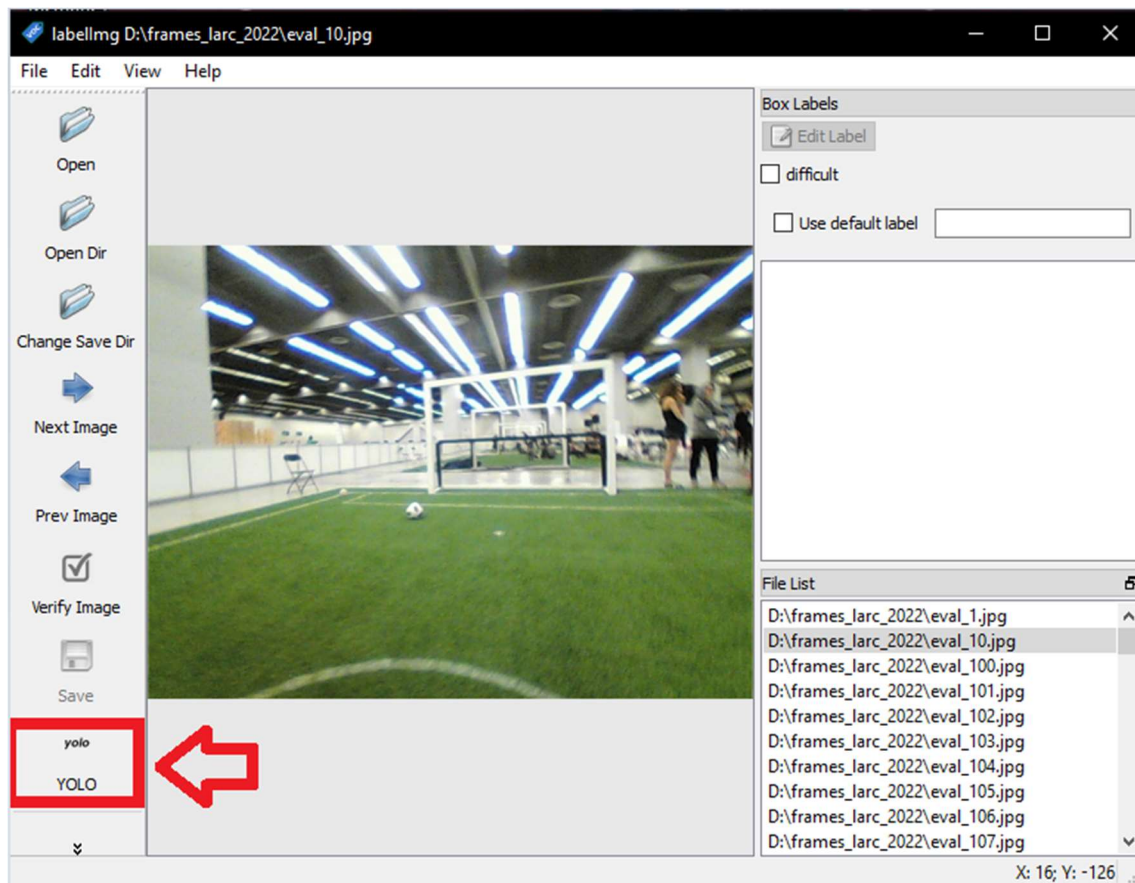 labelImg D:\frames_larc_2022\eval_10.jpg
File Edit View Help
Open
Open Dir
Change Save Dir
Next Image
Prev Image
Verify Image
Save
yolo
YOLO
Box Labels
Edit Label
difficult
Use default label
File List
D:\frames_larc_2022\eval_1.jpg
D:\frames_larc_2022\eval_10.jpg
D:\frames_larc_2022\eval_100.jpg
D:\frames_larc_2022\eval_101.jpg
D:\frames_larc_2022\eval_102.jpg
D:\frames_larc_2022\eval_103.jpg
D:\frames_larc_2022\eval_104.jpg
D:\frames_larc_2022\eval_105.jpg
D:\frames_larc_2022\eval_106.jpg
D:\frames_larc_2022\eval_107.jpg
X: 16; Y: -126